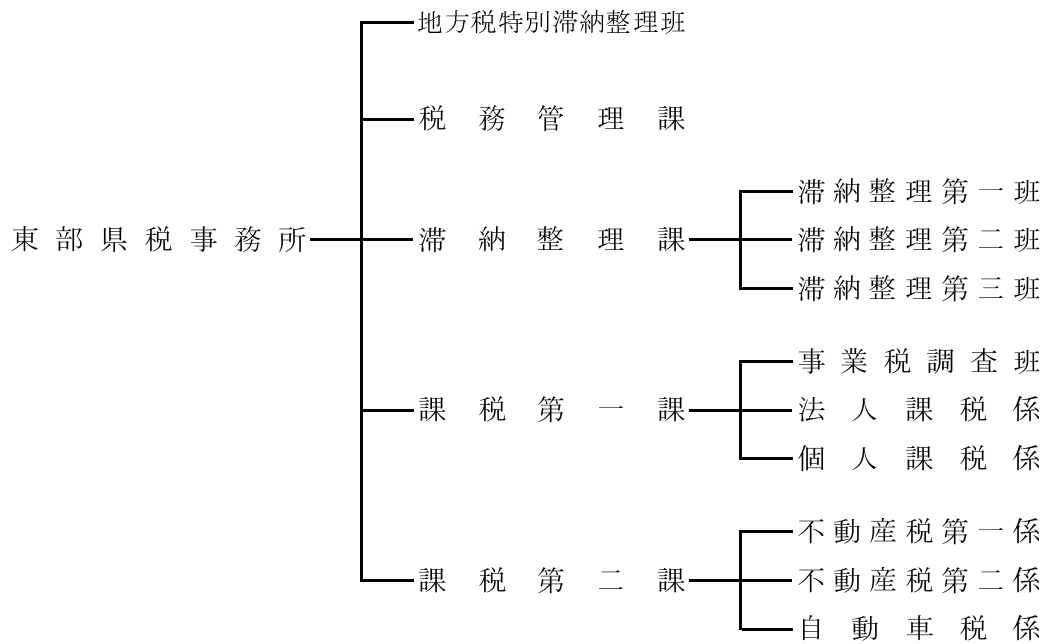 地方税特別滞納整理班
税務管理課
滞納整理第一班
東部県税事務所 滞納整理課 滞納整理第二班
滞納整理第三班
事業税調査班
課税第一課 法人課税係
個人課税係
不動産税第一係
課税第二課 不動産税第二係
自動車税係